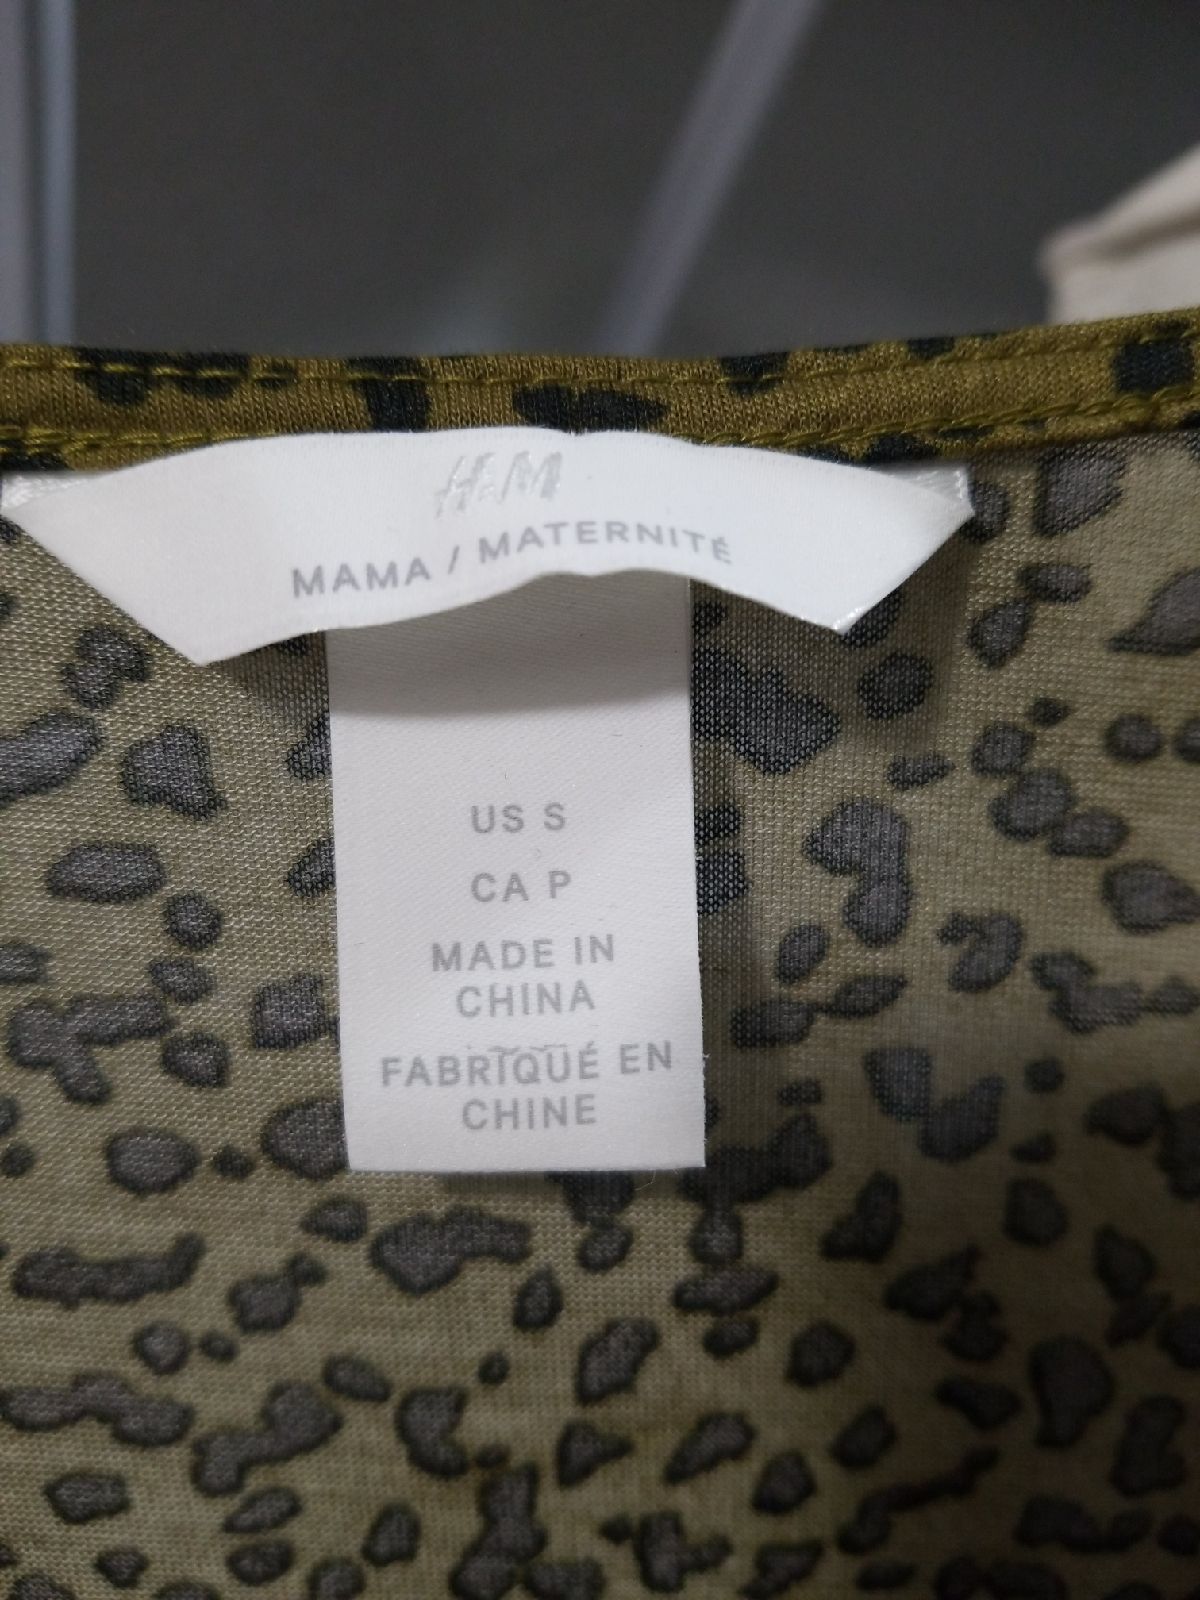 H&M
MAMA / MATERNITÉ
US S
CA P
MADE IN
CHINA
FABRIQUÉ EN
CHINE